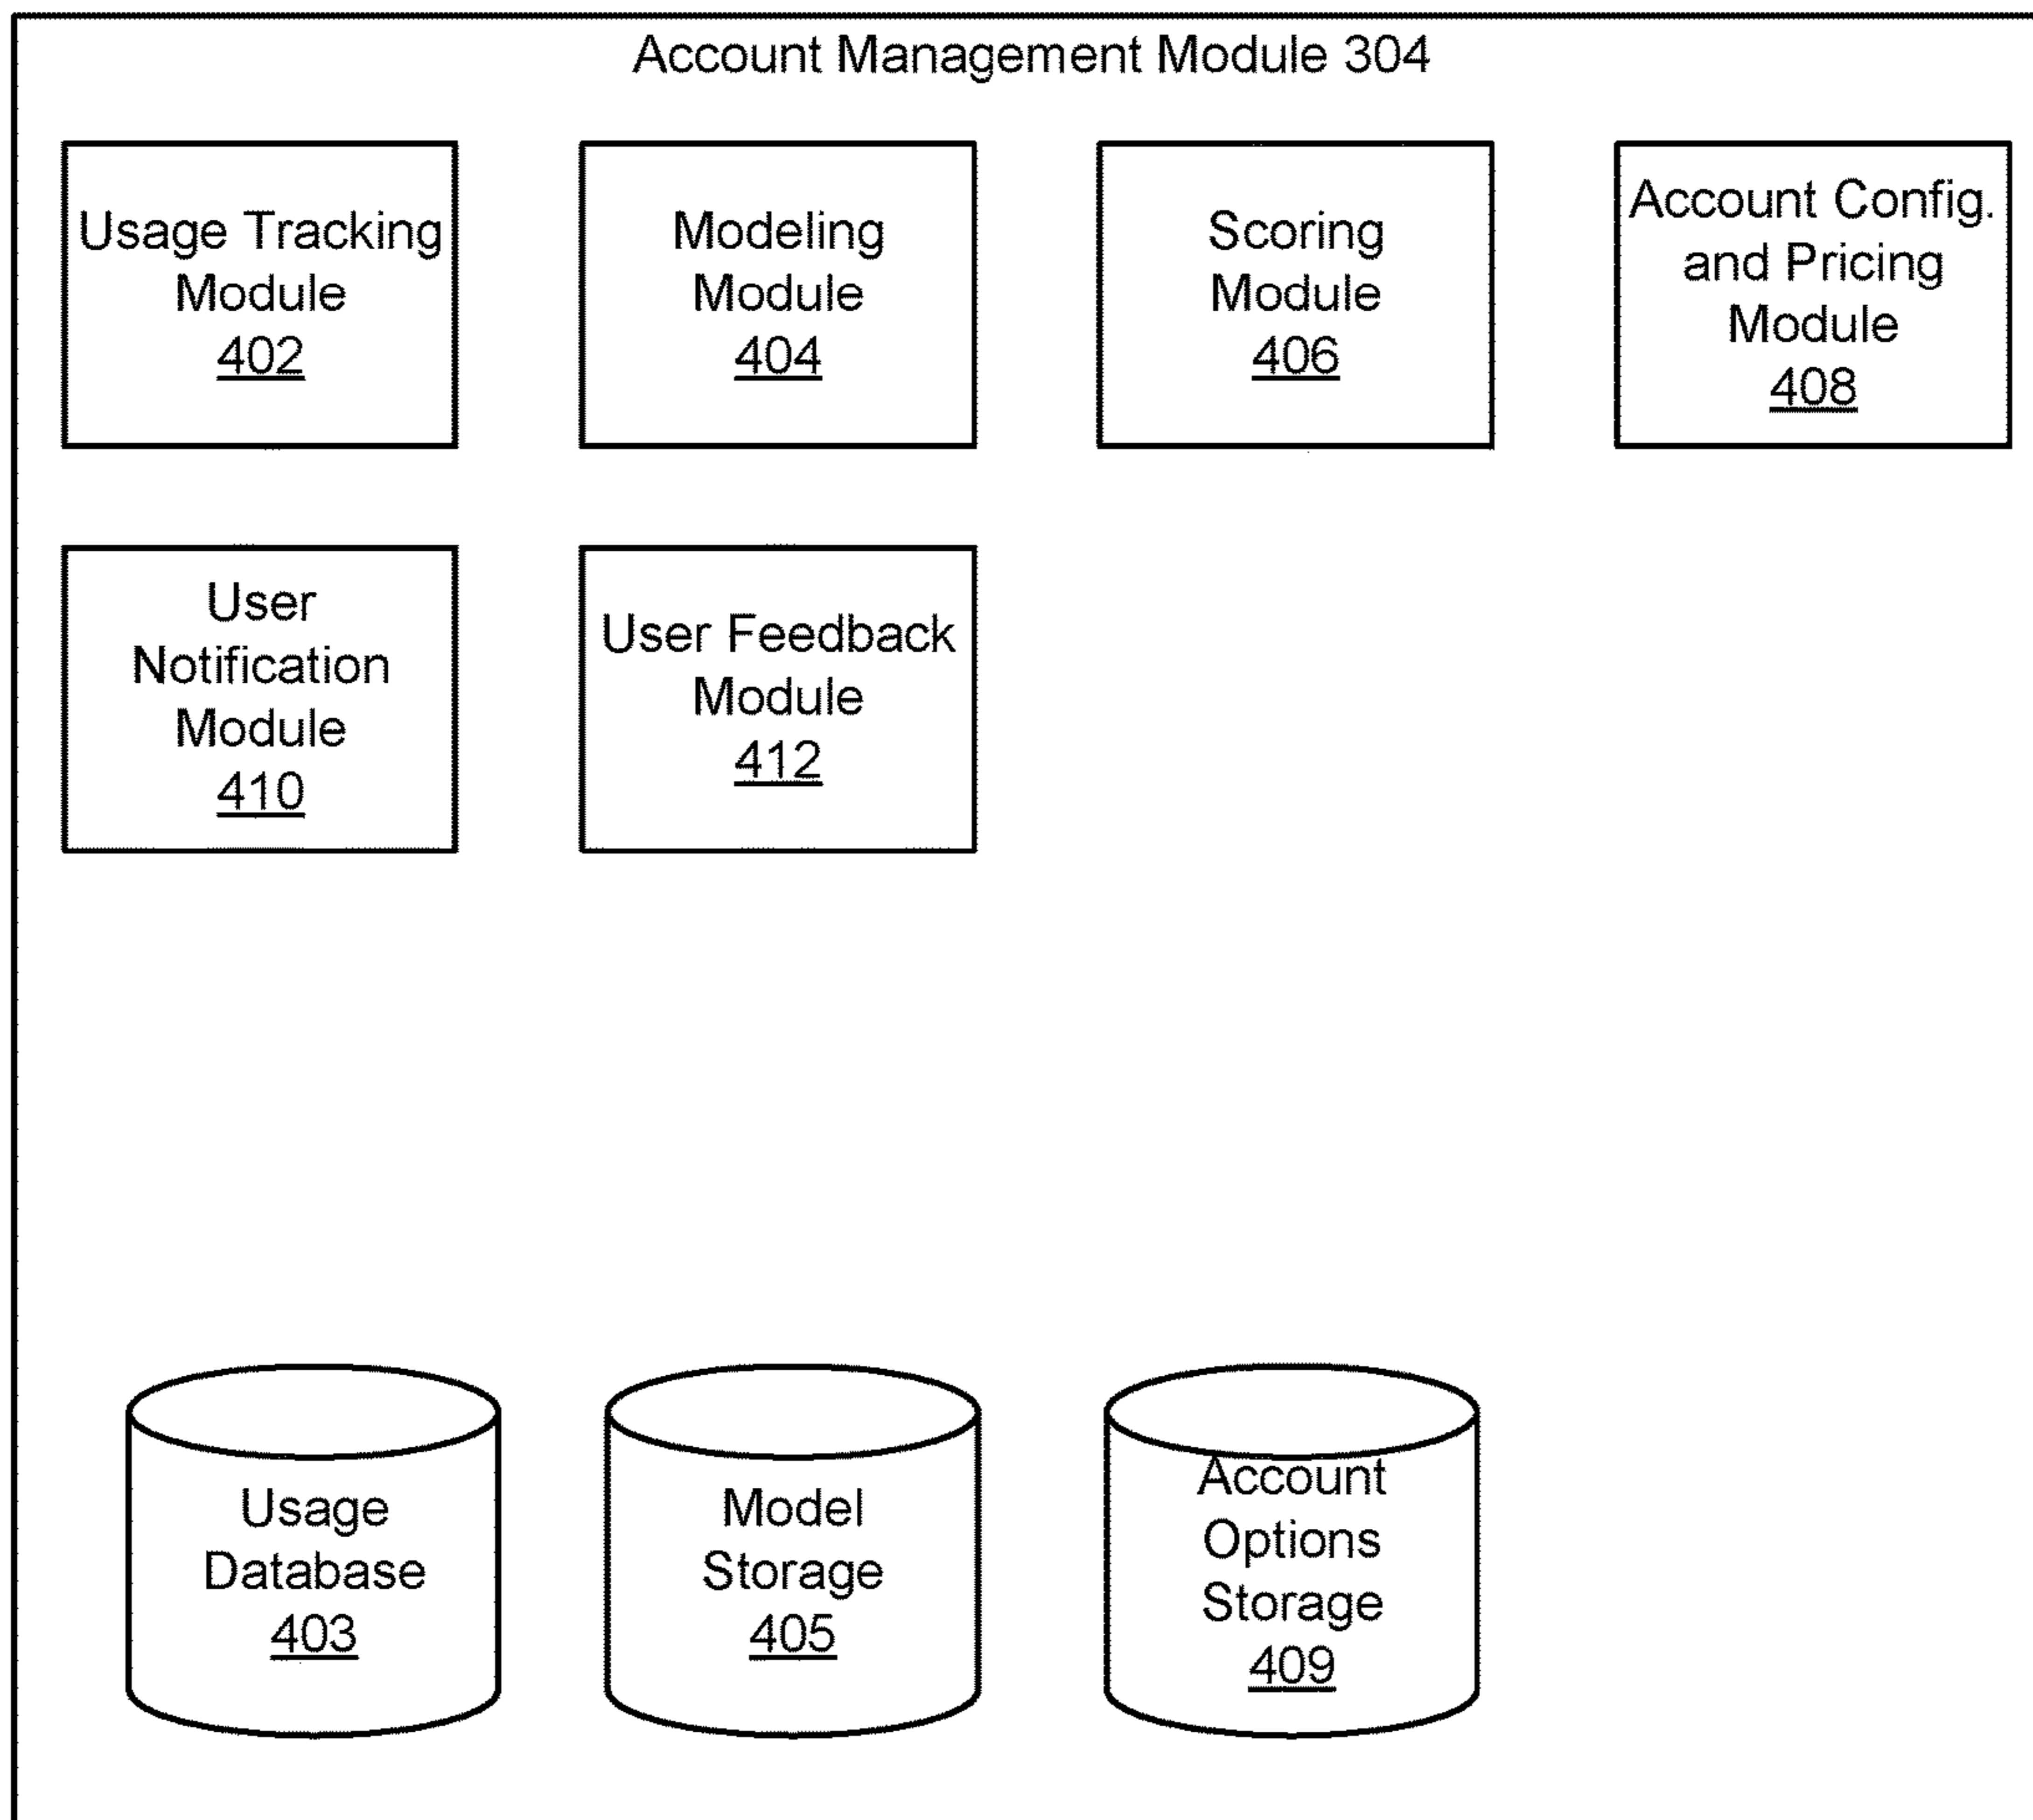 Account Management Module 304
Usage Tracking
Module
402
Modeling
Module
404
Scoring
Module
406
Account Config.
and Pricing
Module
408
User
Notification
Module
410
User Feedback
Module
412
Usage
Database
403
Model
Storage
405
Account
Options
Storage
409